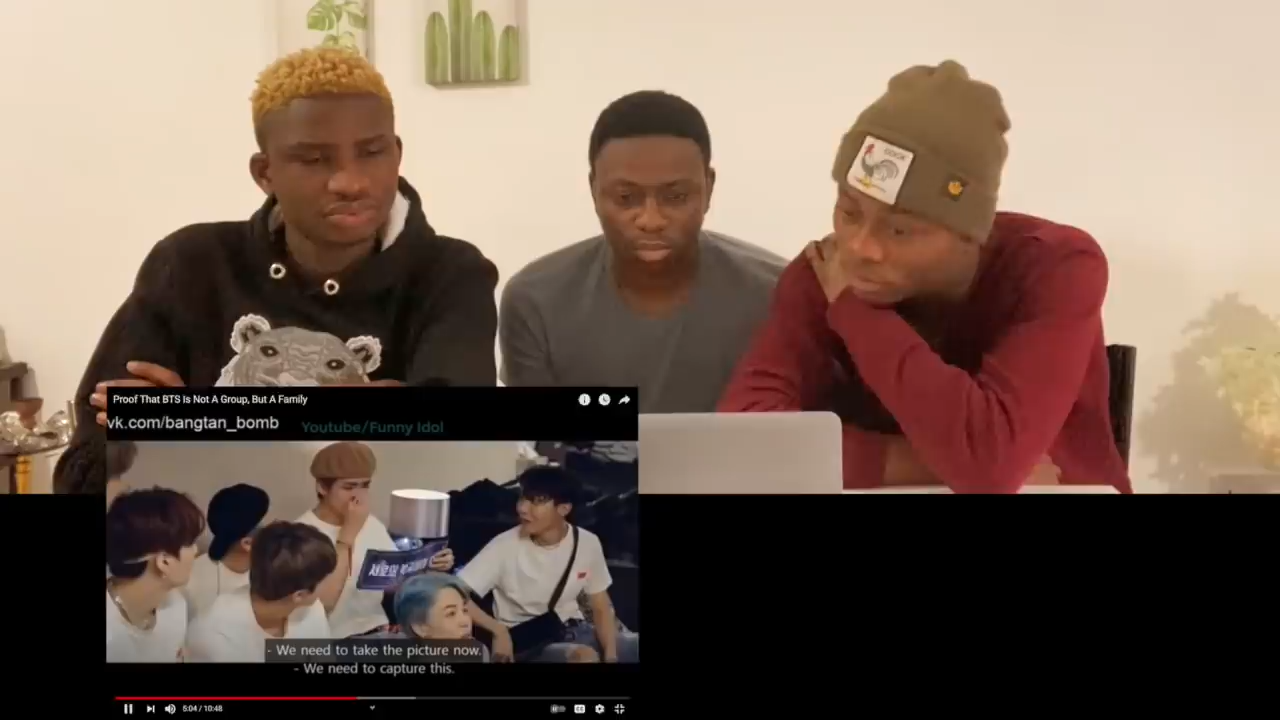 COCK
Proof That BTS Is Not A Group, But A Family
vk.com/bangtan_bomb
Youtube/Funny Idol
- We need to take the picture now.
- We need to capture this.
5:04 / 10:48